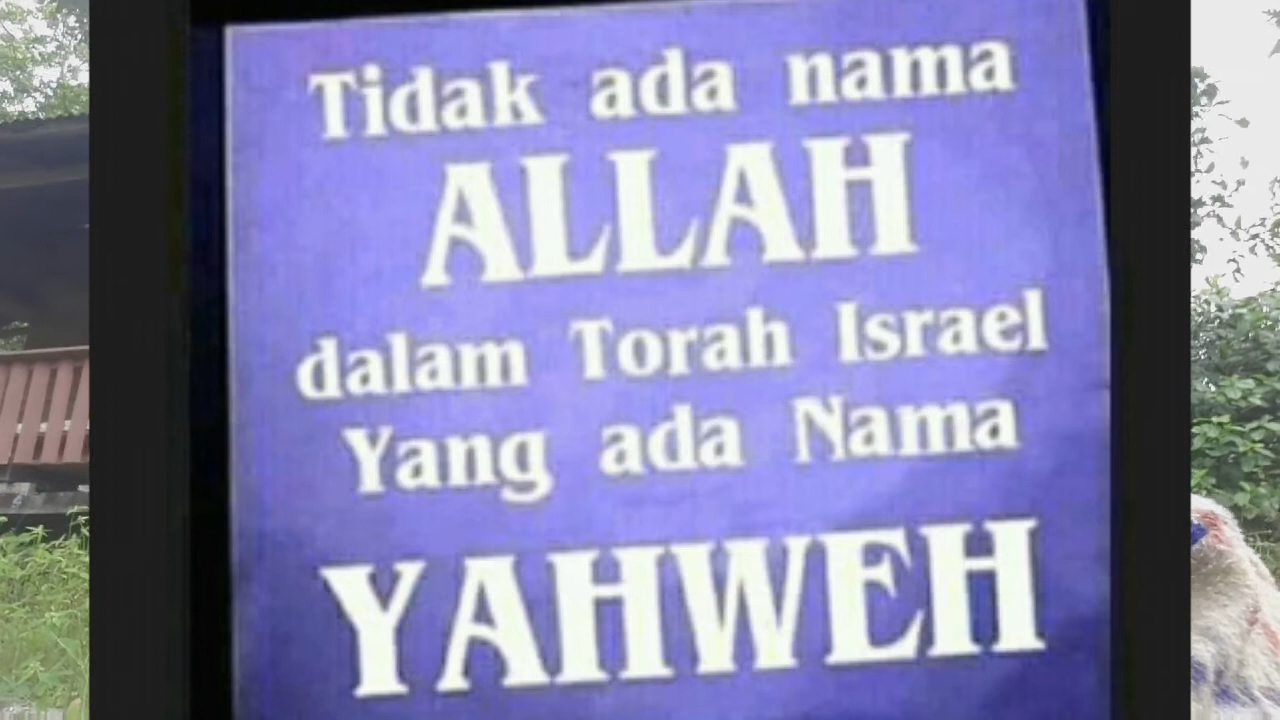 Tidak ada nama
ALLAH
dalam Torah Israel
Yang ada Nama
YAHWEH